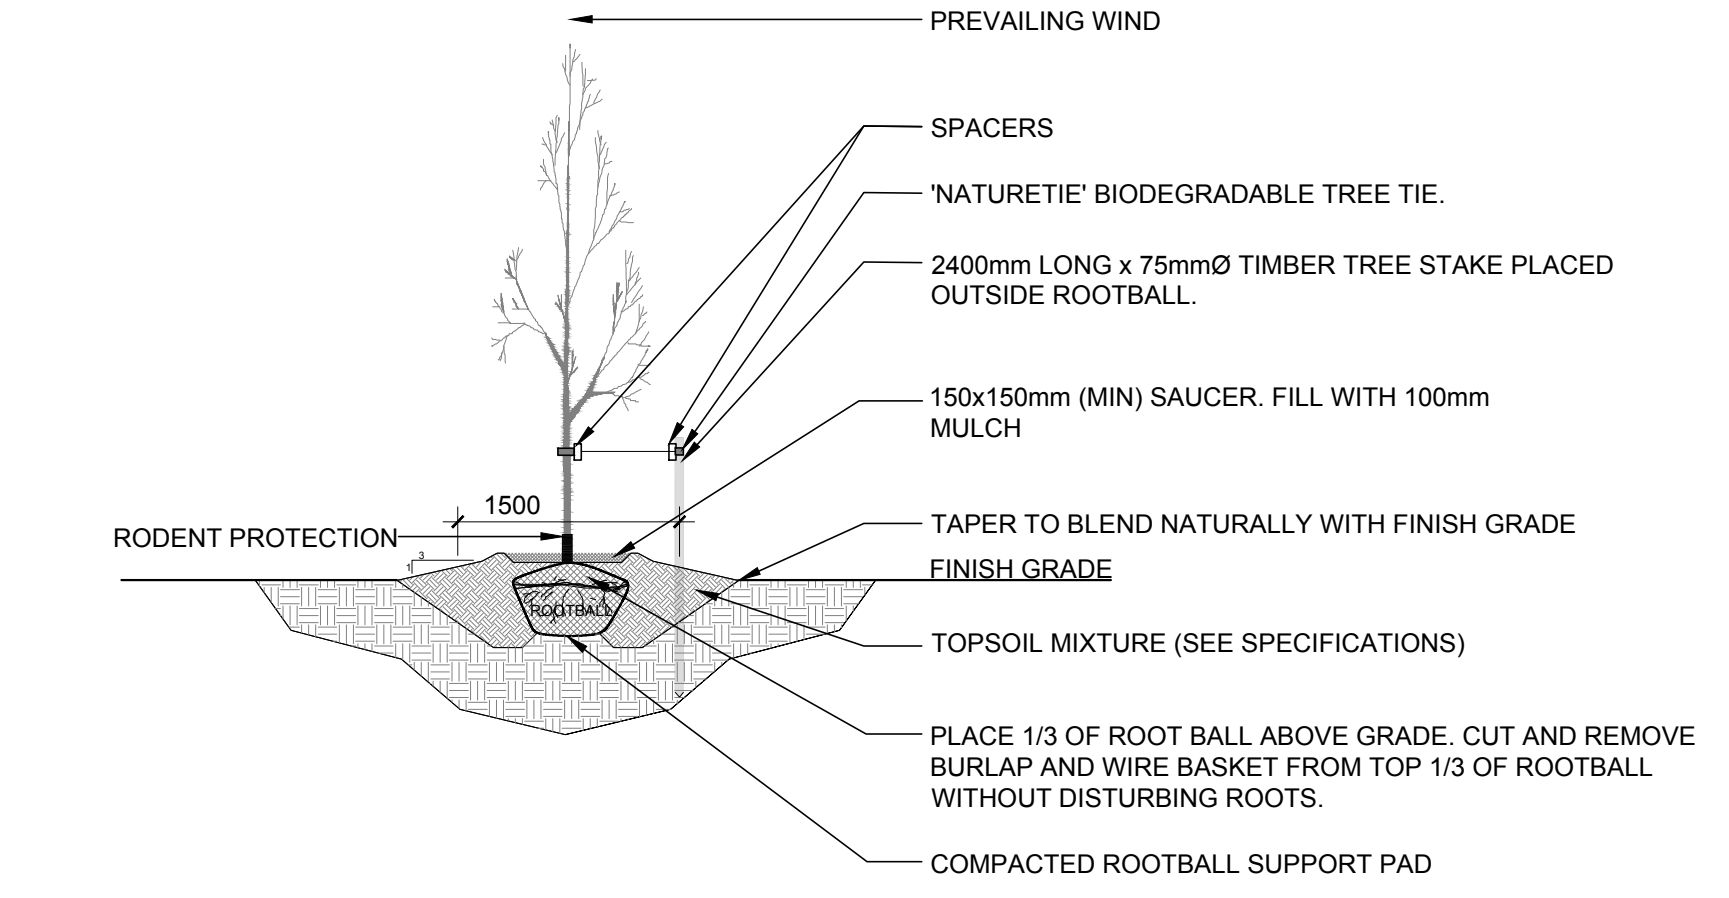 PREVAILING WIND
SPACERS
'NATURETIE' BIODEGRADABLE TREE TIE.
2400mm LONG x 75mmØ TIMBER TREE STAKE PLACED
OUTSIDE ROOTBALL.
150x150mm (MIN) SAUCER. FILL WITH 100mm
MULCH
1500
RODENT PROTECTION
TAPER TO BLEND NATURALLY WITH FINISH GRADE
3
1
FINISH GRADE
ROOTBALL
TOPSOIL MIXTURE (SEE SPECIFICATIONS)
PLACE 1/3 OF ROOT BALL ABOVE GRADE. CUT AND REMOVE
BURLAP AND WIRE BASKET FROM TOP 1/3 OF ROOTBALL
WITHOUT DISTURBING ROOTS.
COMPACTED ROOTBALL SUPPORT PAD